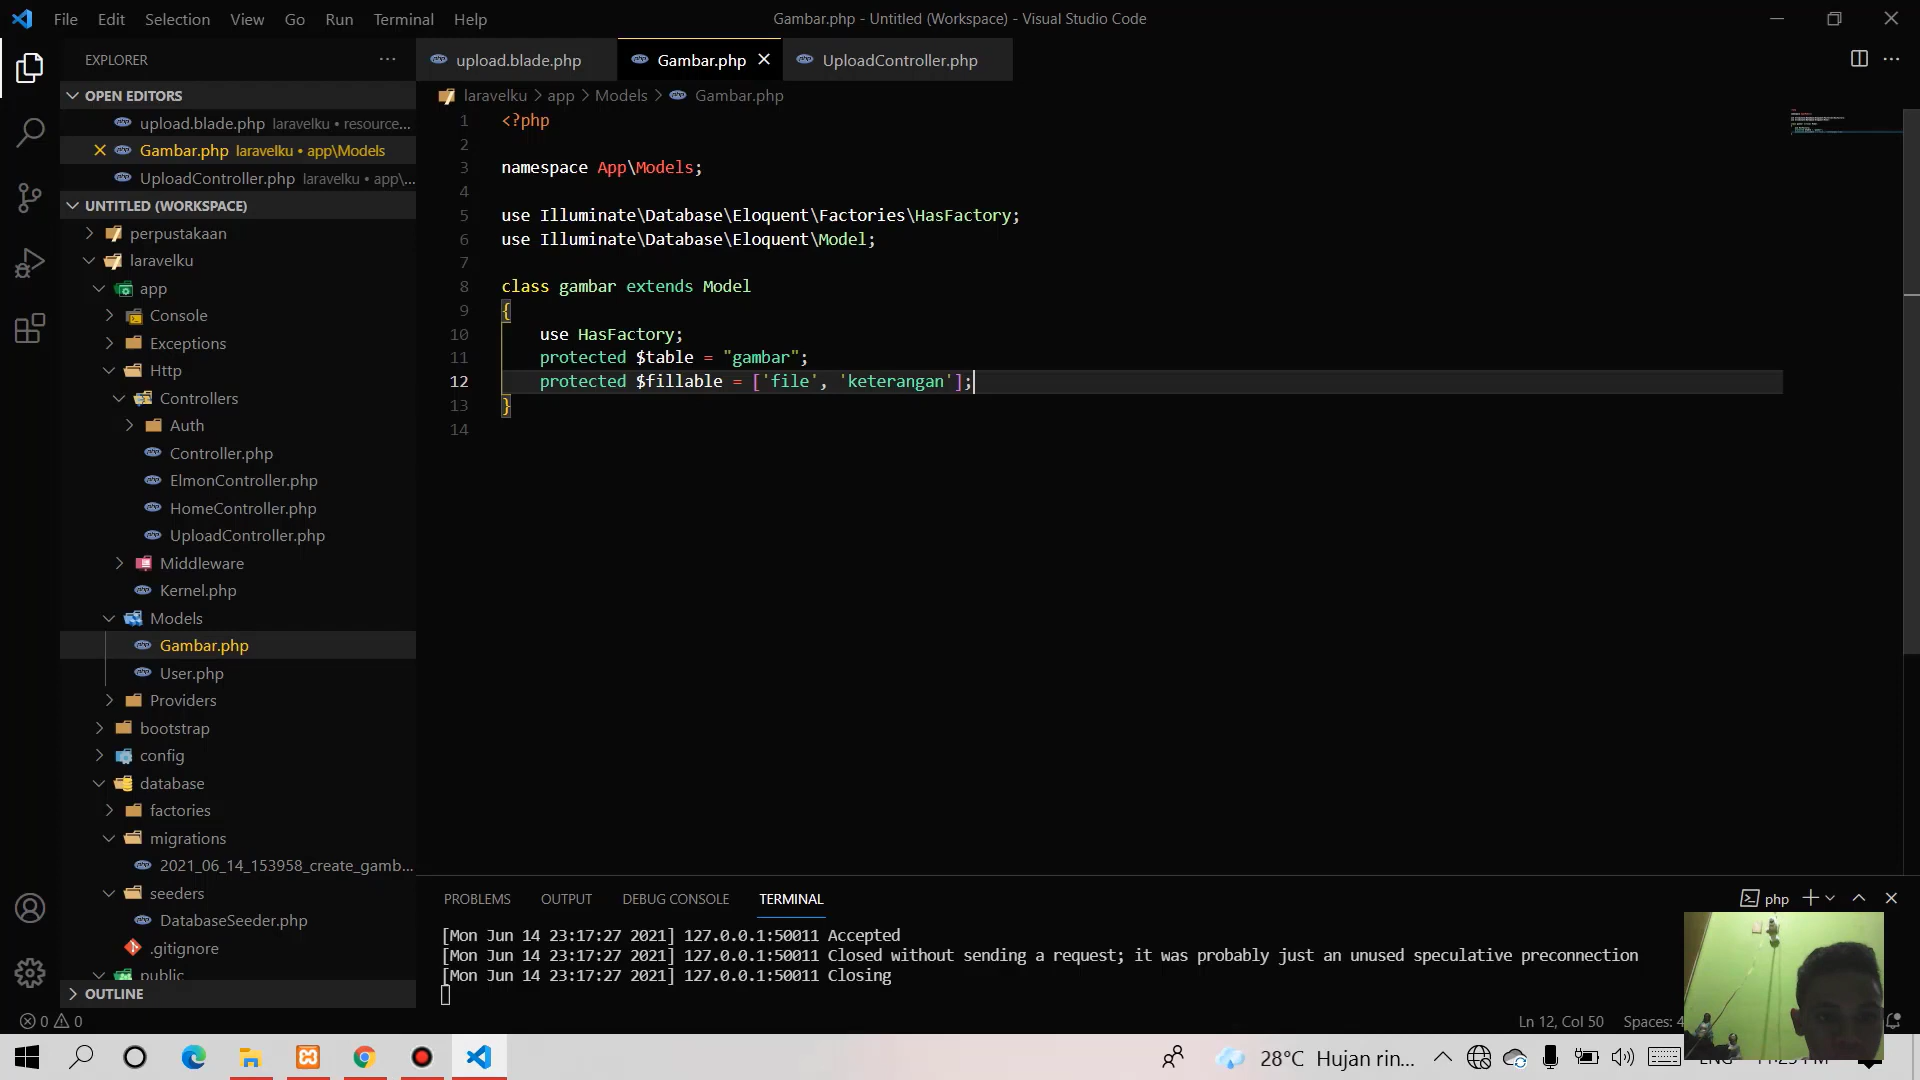 File Edit Selection View Go Run Terminal Help
Gambar.php - Untitled (Workspace) - Visual Studio Code
EXPLORER
OPEN EDITORS
upload.blade.php laravelku • resource...
Gambar.php laravelku • app\Models
UploadController.php laravelku • app\...
UNTITLED (WORKSPACE)
perpustakaan
laravelku
app
Console
Exceptions
Http
Controllers
Auth
Controller.php
ElmonController.php
HomeController.php
UploadController.php
Middleware
Kernel.php
Models
Gambar.php
User.php
Providers
bootstrap
config
database
factories
migrations
2021_06_14_153958_create_gamb...
seeders
DatabaseSeeder.php
.gitignore
public
OUTLINE
upload.blade.php Gambar.php UploadController.php
laravelku > app > Models > Gambar.php
1 <?php
2
3 namespace App\Models;
4
5 use Illuminate\Database\Eloquent\Factories\HasFactory;
6 use Illuminate\Database\Eloquent\Model;
7
8 class gambar extends Model
9 {
10 use HasFactory;
11 protected $table = "gambar";
12 protected $fillable = ['file', 'keterangan'];
13 }
14
PROBLEMS OUTPUT DEBUG CONSOLE TERMINAL
php
[Mon Jun 14 23:17:27 2021] 127.0.0.1:50011 Accepted
[Mon Jun 14 23:17:27 2021] 127.0.0.1:50011 Closed without sending a request; it was probably just an unused speculative preconnection
[Mon Jun 14 23:17:27 2021] 127.0.0.1:50011 Closing
0 0
Ln 12, Col 50 Spaces: 4
28°C Hujan rin...